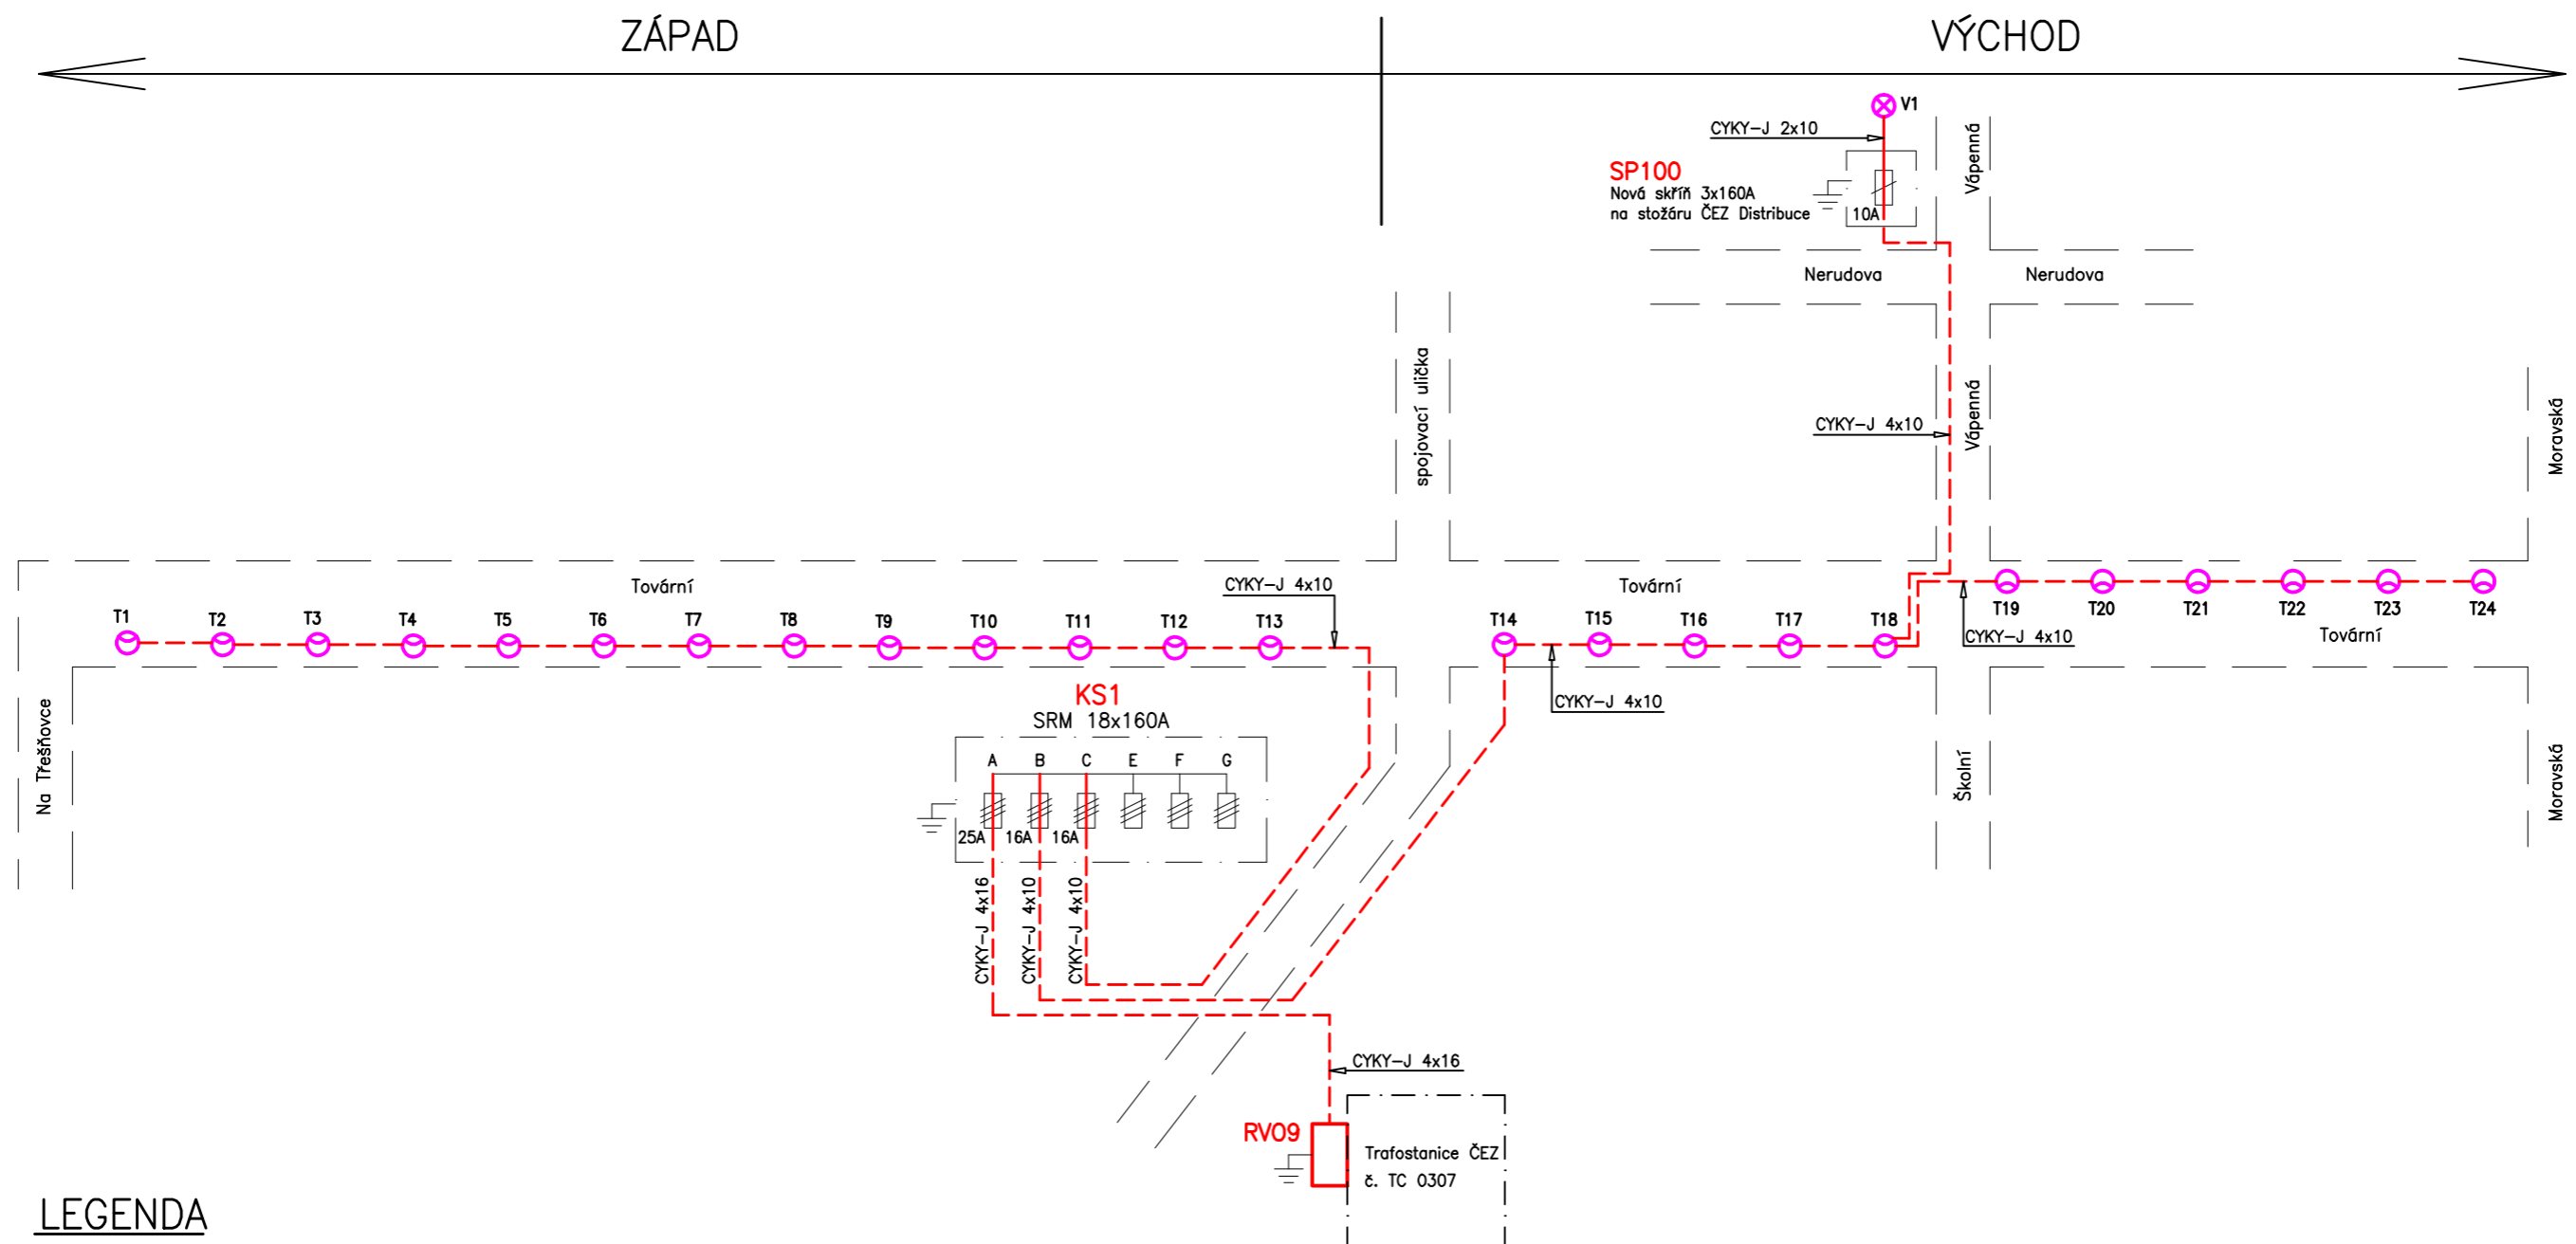 ZÁPAD
VÝCHOD
V1
CYKY-J 2x10
SP100
Nová skříň 3x160A
na stožáru ČEZ Distribuce
10A
Vápenná
Nerudova
Nerudova
spojovací ulička
CYKY-J 4x10
Vápenná
Moravská
Tovární
CYKY-J 4x10
Tovární
T1
T2
T3
T4
T5
T6
T7
T8
T9
T10
T11
T12
T13
T14
T15
T16
T17
T18
T19
T20
T21
T22
T23
T24
CYKY-J 4x10
Tovární
CYKY-J 4x10
KS1
SRM 18x160A
A
B
C
E
F
G
25A
16A
16A
Na Třešňovce
Školní
Moravská
CYKY-J 4x16
CYKY-J 4x10
CYKY-J 4x10
CYKY-J 4x16
RVO9
Trafostanice ČEZ
č. TC 0307
LEGENDA